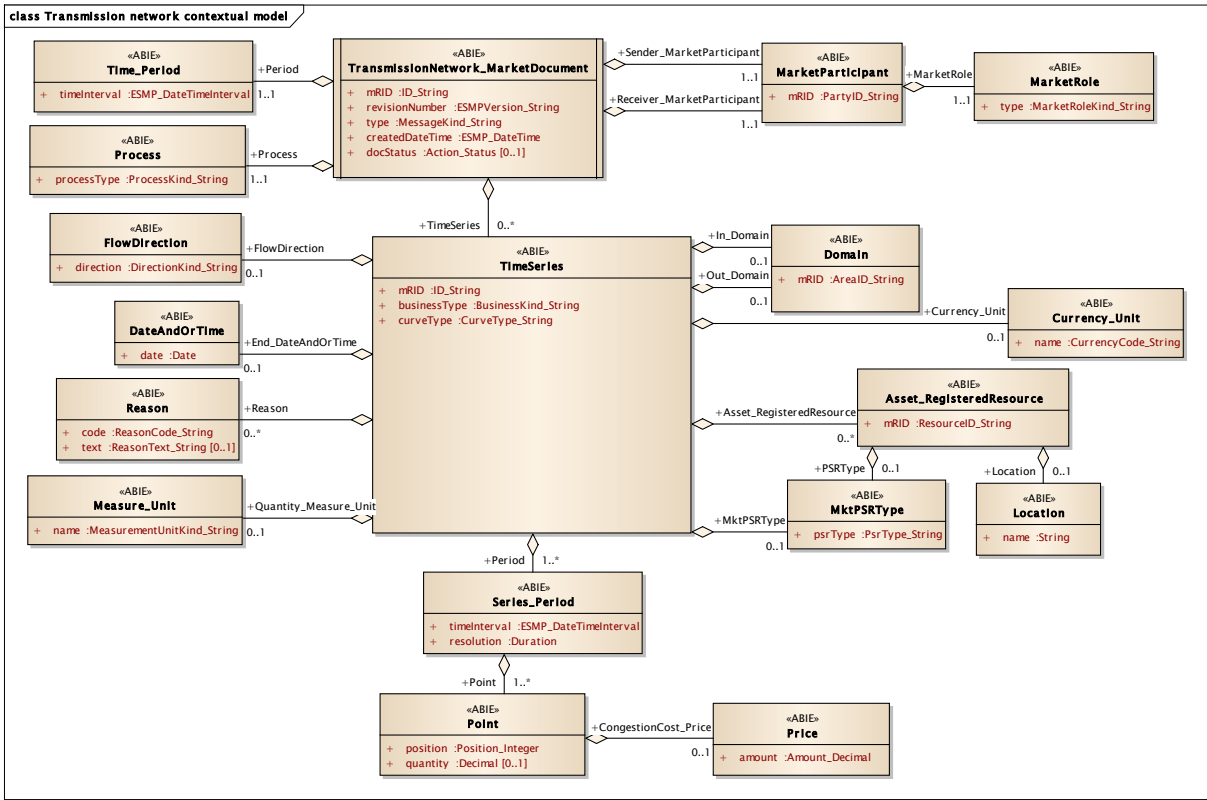 class Transmission network contextual model
«ABIE»
Time_Period
+ timeInterval :ESMP_DateTimeInterval
+Period
1..1
«ABIE»
TransmissionNetwork_MarketDocument
+ mRID :ID_String
+ revisionNumber :ESMPVersion_String
+ type :MessageKind_String
+ createdDateTime :ESMP_DateTime
+ docStatus :Action_Status [0..1]
+Sender_MarketParticipant
1..1
+Receiver_MarketParticipant
1..1
«ABIE»
MarketParticipant
+ mRID :PartyID_String
+MarketRole
1..1
«ABIE»
MarketRole
+ type :MarketRoleKind_String
«ABIE»
Process
+ processType :ProcessKind_String
+Process
1..1
+TimeSeries
0..*
«ABIE»
FlowDirection
+ direction :DirectionKind_String
+FlowDirection
0..1
«ABIE»
TimeSeries
+ mRID :ID_String
+ businessType :BusinessKind_String
+ curveType :CurveType_String
+In_Domain
0..1
+Out_Domain
0..1
«ABIE»
Domain
+ mRID :AreaID_String
«ABIE»
DateAndOrTime
+ date :Date
+End_DateAndOrTime
0..1
+Currency_Unit
0..1
«ABIE»
Currency_Unit
+ name :CurrencyCode_String
«ABIE»
Reason
+ code :ReasonCode_String
+ text :ReasonText_String [0..1]
+Reason
0..*
+Asset_RegisteredResource
0..*
«ABIE»
Asset_RegisteredResource
+ mRID :ResourceID_String
+PSRType
0..1
+Location
0..1
«ABIE»
Measure_Unit
+ name :MeasurementUnitKind_String
+Quantity_Measure_Unit
0..1
+MktPSRType
0..1
«ABIE»
MktPSRType
+ psrType :PsrType_String
«ABIE»
Location
+ name :String
+Period
1..*
«ABIE»
Series_Period
+ timeInterval :ESMP_DateTimeInterval
+ resolution :Duration
+Point
1..*
«ABIE»
Point
+ position :Position_Integer
+ quantity :Decimal [0..1]
+CongestionCost_Price
0..1
«ABIE»
Price
+ amount :Amount_Decimal